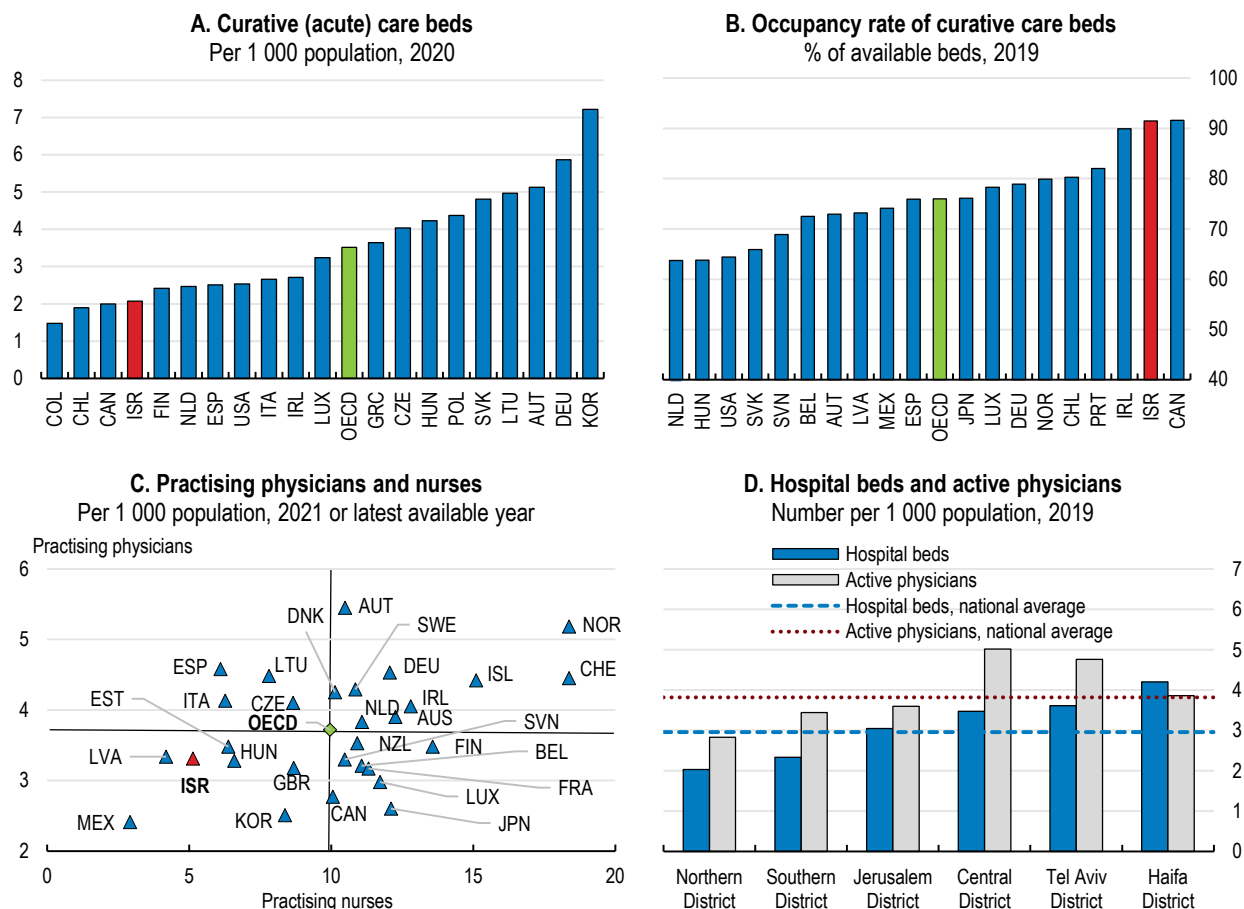 A. Curative (acute) care beds
Per 1 000 population, 2020
8
7
6
5
4
3
2
1
0
COL
CHL
CAN
ISR
FIN
NLD
ESP
USA
ITA
IRL
LUX
OECD
GRC
CZE
HUN
POL
SVK
LTU
AUT
DEU
KOR
B. Occupancy rate of curative care beds
% of available beds, 2019
100
90
80
70
60
50
40
NLD
HUN
USA
SVK
SVN
BEL
AUT
LVA
MEX
ESP
OECD
JPN
LUX
DEU
NOR
CHL
PRT
IRL
ISR
CAN
C. Practising physicians and nurses
Per 1 000 population, 2021 or latest available year
Practising physicians
6
5
4
3
2
DNK
AUT
SWE
NOR
ESP
LTU
DEU
ISL
CHE
EST
ITA
CZE
NLD
IRL
OECD
AUS
SVN
LVA
HUN
NZL
FIN
BEL
ISR
GBR
FRA
LUX
MEX
KOR
CAN
JPN
0
5
10
15
20
Practising nurses
D. Hospital beds and active physicians
Number per 1 000 population, 2019
Hospital beds
Active physicians
Hospital beds, national average
Active physicians, national average
7
6
5
4
3
2
1
0
Northern
District
Southern
District
Jerusalem
District
Central
District
Tel Aviv
District
Haifa
District